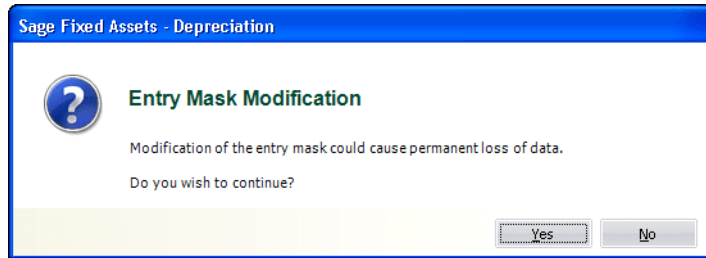 Sage Fixed Assets - Depreciation
?
Entry Mask Modification
Modification of the entry mask could cause permanent loss of data.
Do you wish to continue?
Yes No